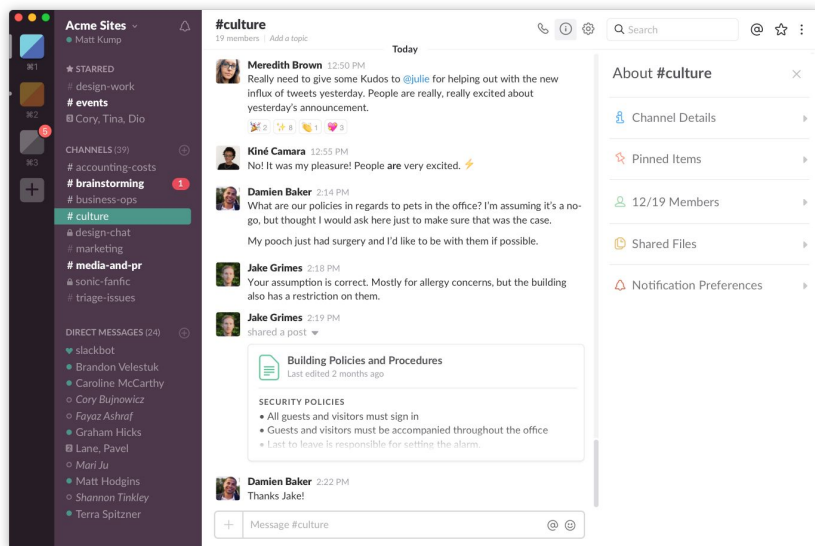 ⌘1
⌘2
5
⌘3
Acme Sites
Matt Kump
STARRED
# design-work
# events
3 Cory, Tina, Dio
CHANNELS (39)
# accounting-costs
# brainstorming 1
# business-ops
# culture
design-chat
# marketing
# media-and-pr
sonic-fanfic
# triage-issues
DIRECT MESSAGES (24)
slackbot
Brandon Velestuk
Caroline McCarthy
Cory Bujnowicz
Fayaz Ashraf
Graham Hicks
Lane, Pavel
Mari Ju
Matt Hodgins
Shannon Tinkley
Terra Spitzner
#culture
19 members | Add a topic
Search
Today
Meredith Brown 12:50 PM
Really need to give some Kudos to @julie for helping out with the new
influx of tweets yesterday. People are really, really excited about
yesterday's announcement.
2 8 1 3
Kiné Camara 12:55 PM
No! It was my pleasure! People are very excited.
Damien Baker 2:14 PM
What are our policies in regards to pets in the office? I'm assuming it's a no-
go, but thought I would ask here just to make sure that was the case.
My pooch just had surgery and I'd like to be with them if possible.
Jake Grimes 2:18 PM
Your assumption is correct. Mostly for allergy concerns, but the building
also has a restriction on them.
Jake Grimes 2:19 PM
shared a post
Building Policies and Procedures
Last edited 2 months ago
SECURITY POLICIES
• All guests and visitors must sign in
• Guests and visitors must be accompanied throughout the office
• Last to leave is responsible for setting the alarm.
Damien Baker 2:22 PM
Thanks Jake!
+ Message #culture @
About #culture
Channel Details
Pinned Items
12/19 Members
Shared Files
Notification Preferences